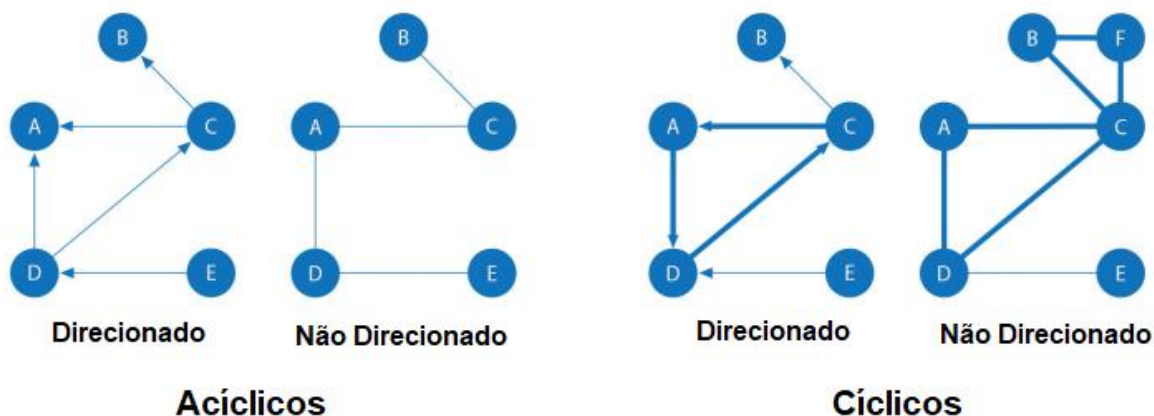 B
A
C
D
E
Direcionado
B
A
C
D
E
Não Direcionado
Acíclicos
B
A
C
D
E
Direcionado
B
F
A
C
D
E
Não Direcionado
Cíclicos